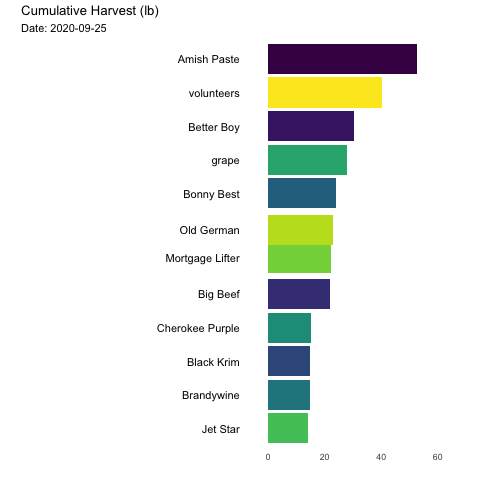 Cumulative Harvest (lb)
Date: 2020-09-25
Amish Paste
volunteers
Better Boy
grape
Bonny Best
Old German
Mortgage Lifter
Big Beef
Cherokee Purple
Black Krim
Brandywine
Jet Star
0 20 40 60